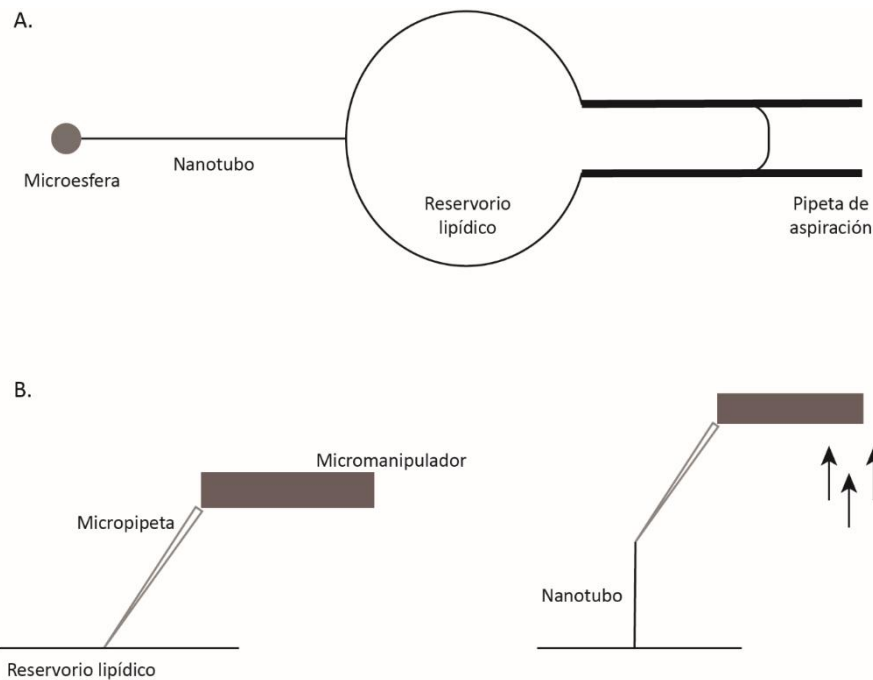 A.
Microesfera
Nanotubo
Reservorio
lipídico
Pipeta de
aspiración
B.
Micromanipulador
Micropipeta
Reservorio lipídico
Nanotubo